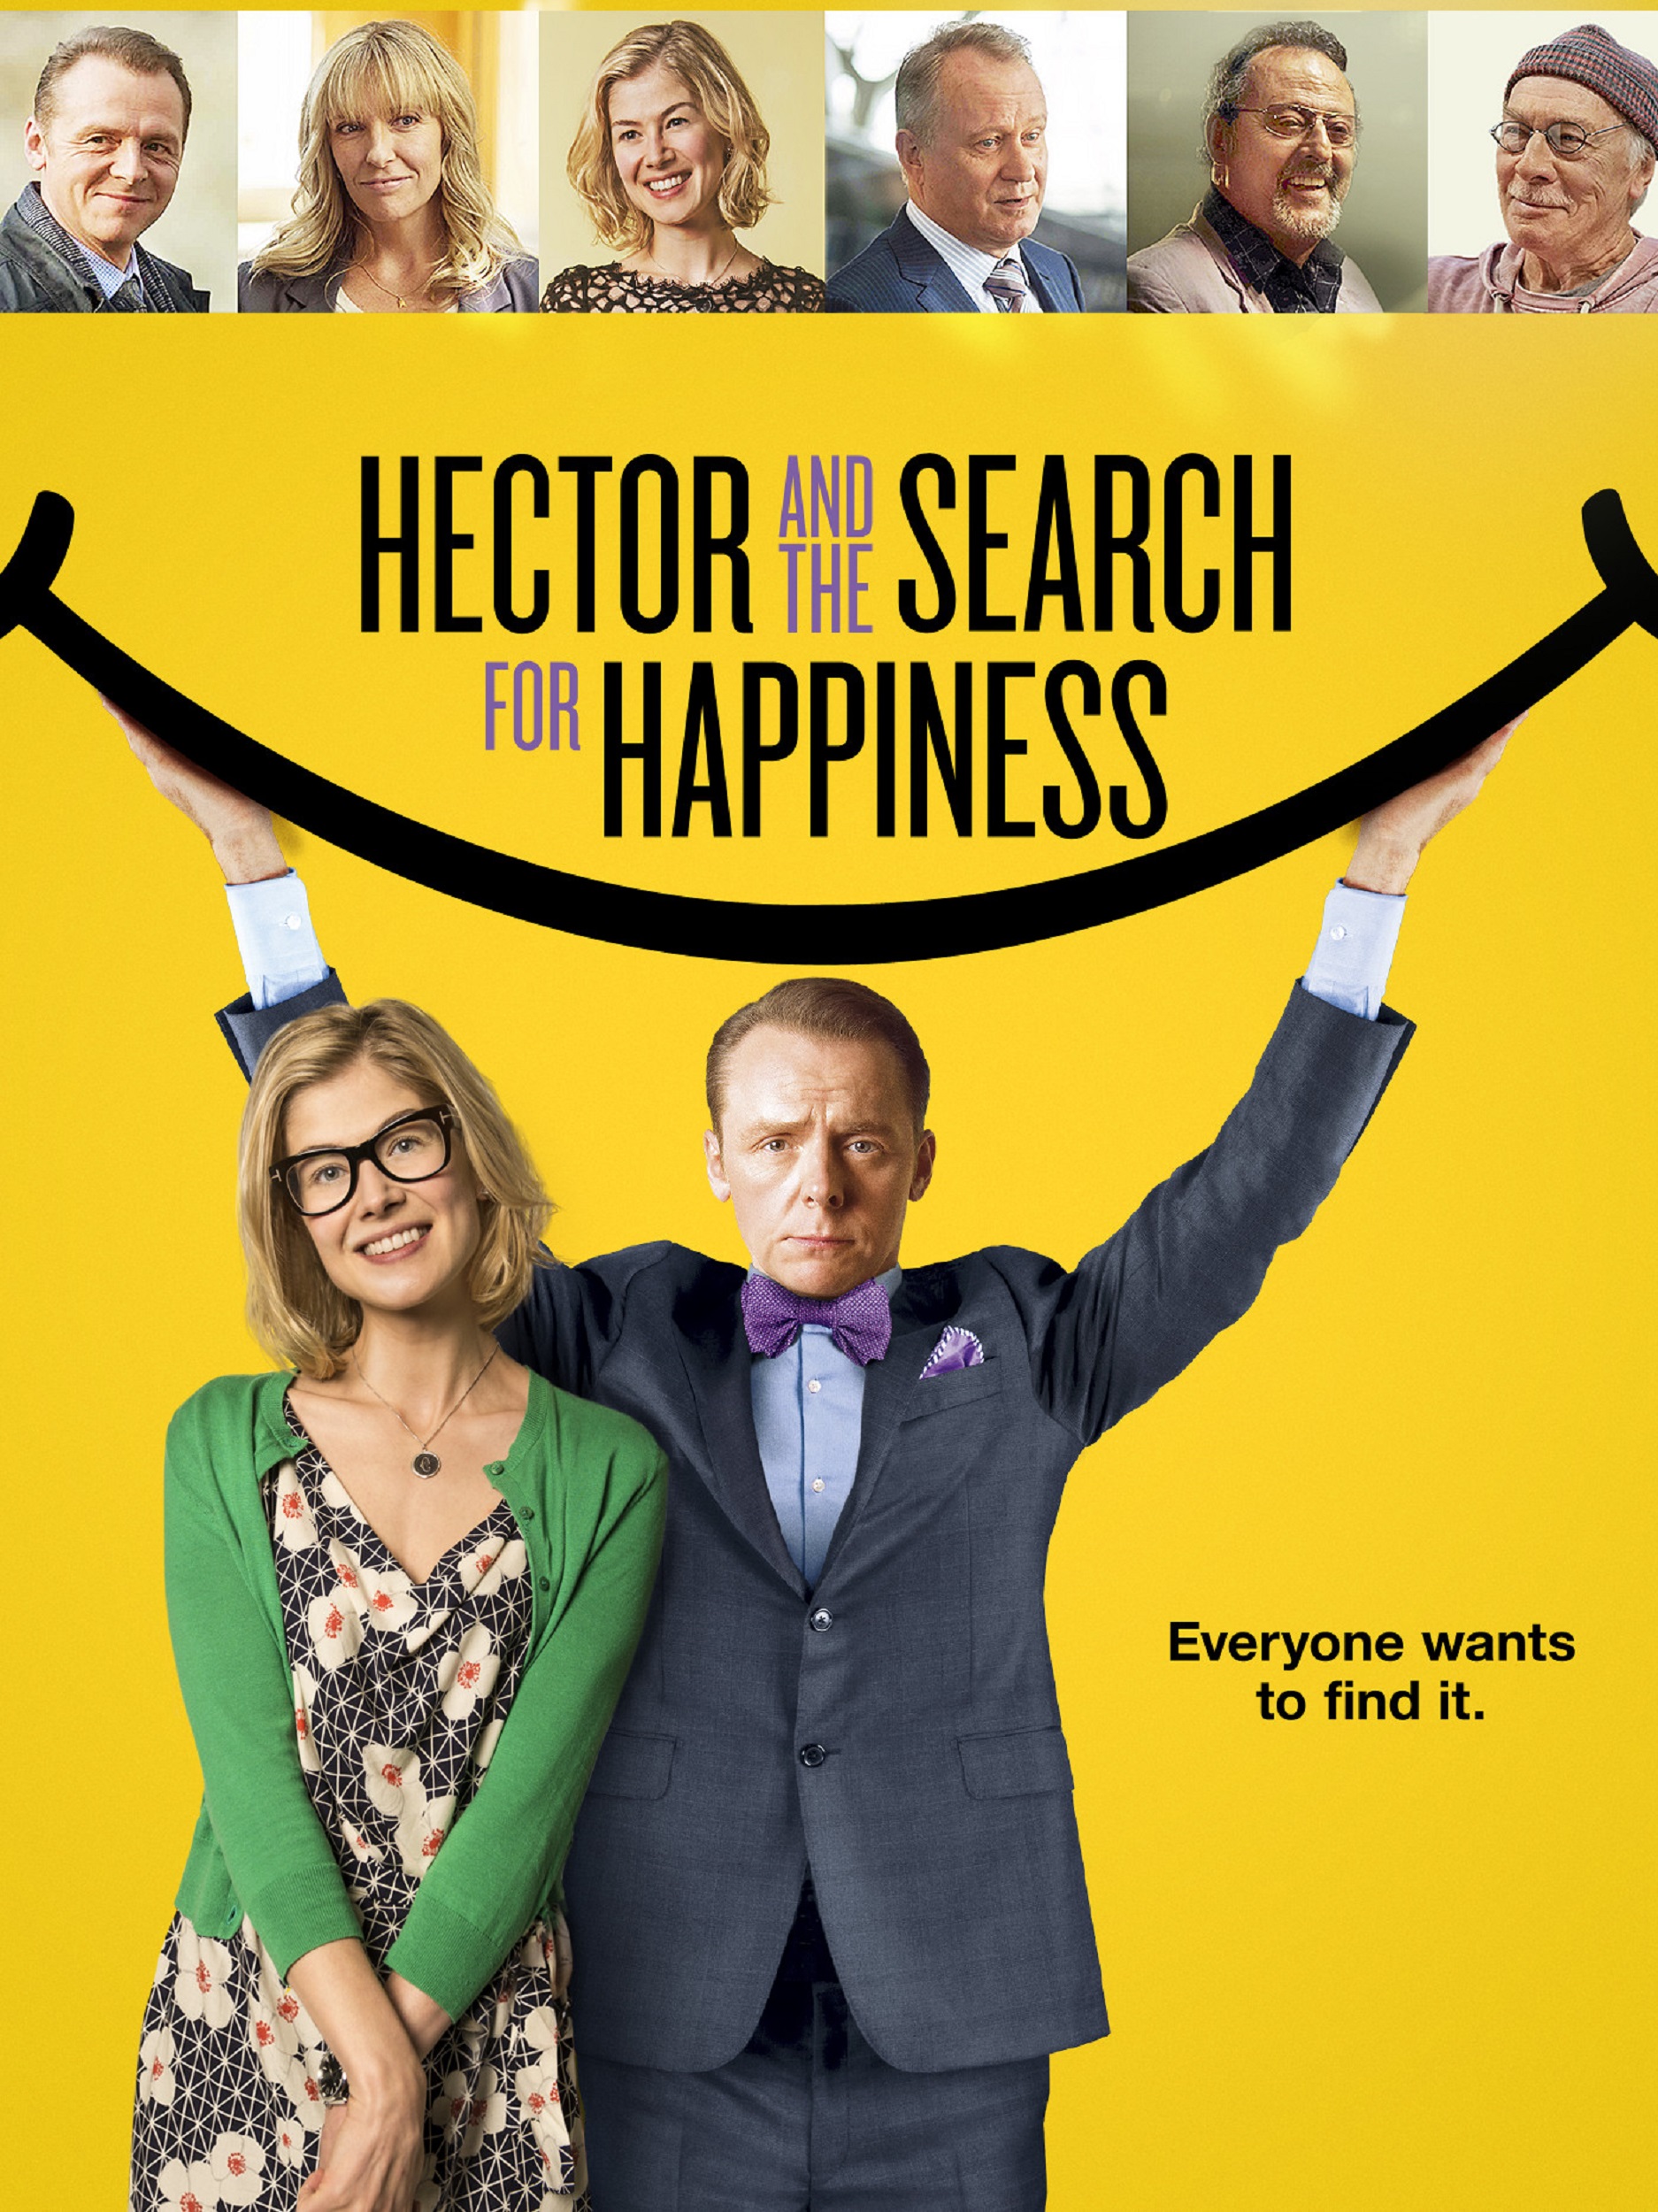 HECTOR AND THE SEARCH
FOR HAPPINESS
Everyone wants
to find it.